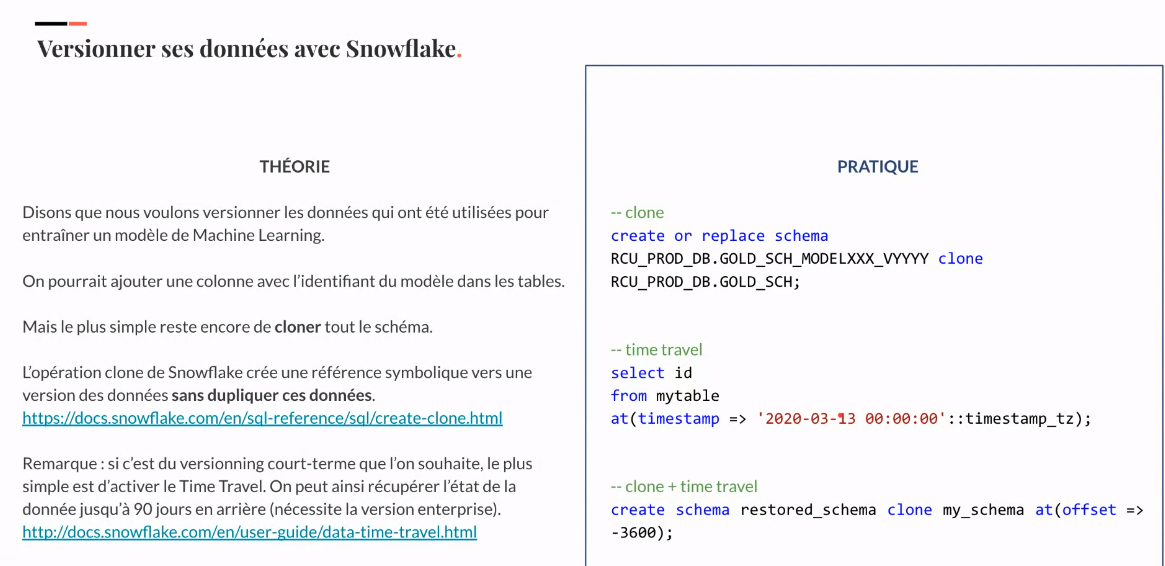 Versionner ses données avec Snowflake.
THÉORIE
Disons que nous voulons versionner les données qui ont été utilisées pour
entraîner un modèle de Machine Learning.
On pourrait ajouter une colonne avec l'identifiant du modèle dans les tables.
Mais le plus simple reste encore de cloner tout le schéma.
L'opération clone de Snowflake crée une référence symbolique vers une
version des données sans dupliquer ces données.
https://docs.snowflake.com/en/sql-reference/sql/create-clone.html
Remarque : si c'est du versionning court-terme que l'on souhaite, le plus
simple est d'activer le Time Travel. On peut ainsi récupérer l'état de la
donnée jusqu'à 90 jours en arrière (nécessite la version enterprise).
http://docs.snowflake.com/en/user-guide/data-time-travel.html
PRATIQUE
-- clone
create or replace schema
RCU_PROD_DB.GOLD_SCH_MODELXXX_VYYYY clone
RCU_PROD_DB.GOLD_SCH;
-- time travel
select id
from mytable
at(timestamp => '2020-03-13 00:00:00'::timestamp_tz);
-- clone + time travel
create schema restored_schema clone my_schema at(offset =>
-3600);